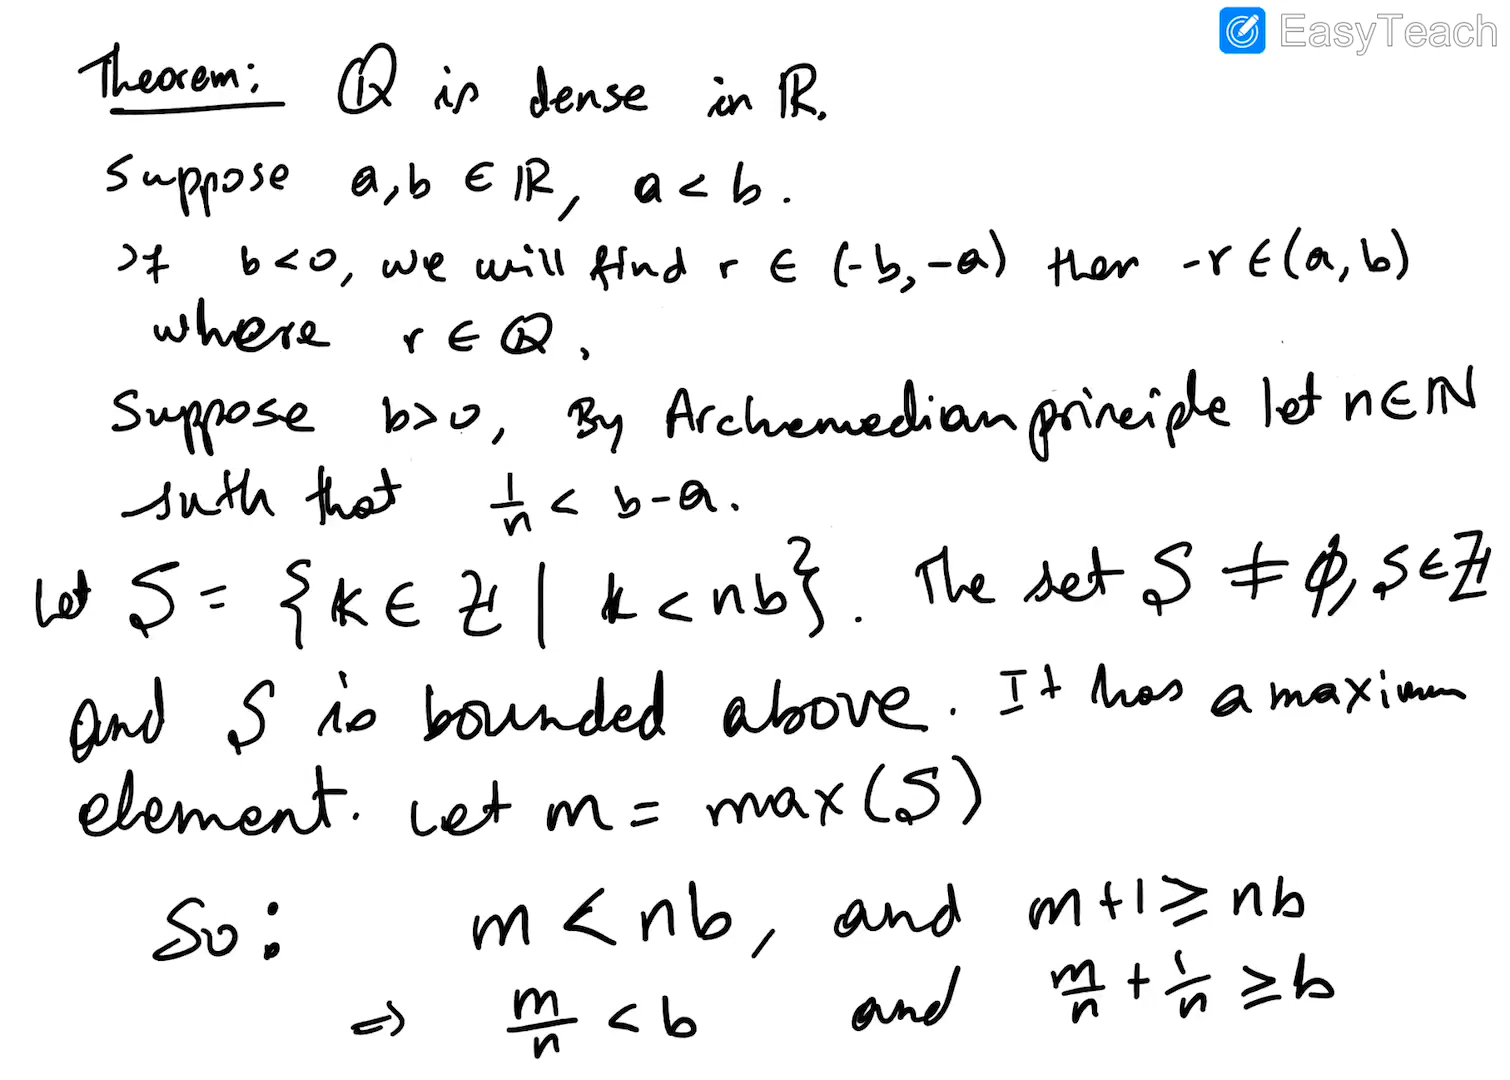 EasyTeach
Theorem: ℚ is dense in ℝ.
Suppose a,b ∈ ℝ, a < b.
If b<0, we will find r ∈ (-b,-a) then -r ∈ (a,b)
where r ∈ ℚ.
Suppose b>0, By Archemedian principle let n∈ℕ
suth that 1/n < b-a.
Let S = {k ∈ ℤ | k < nb}. The set S ≠ ϕ, S∈ℤ
and S is bounded above. It has a maximum
element. Let m = max(S)
So: m < nb, and m+1 ≥ nb
⇒ m/n < b and m/n + 1/n ≥ b